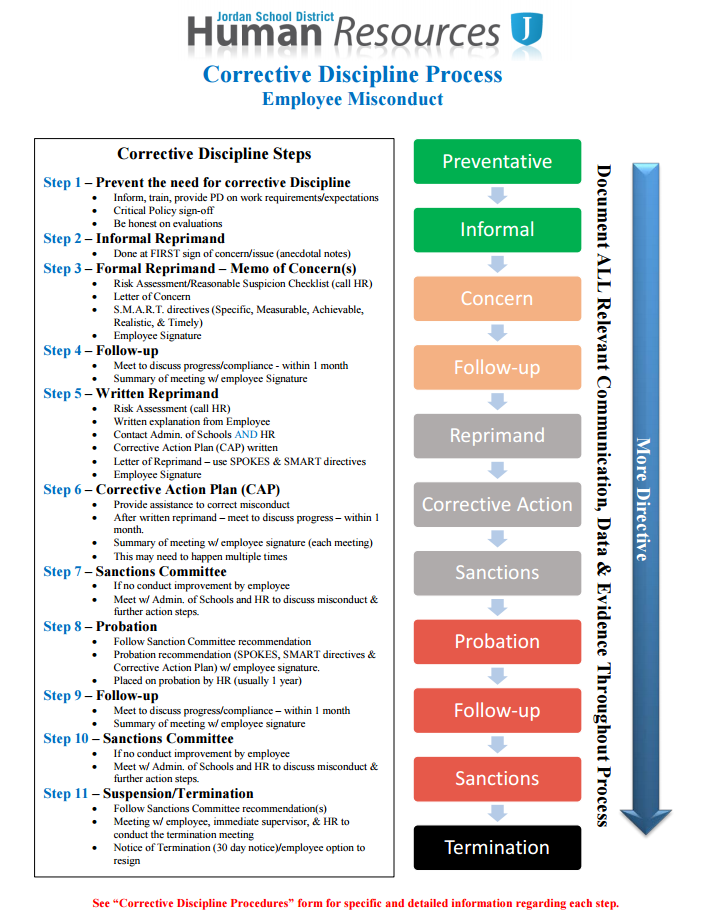 Jordan School District
Human Resources
J
Corrective Discipline Process
Employee Misconduct
Corrective Discipline Steps
Step 1 – Prevent the need for corrective Discipline
• Inform, train, provide PD on work requirements/expectations
• Critical Policy sign-off
• Be honest on evaluations
Step 2 – Informal Reprimand
• Done at FIRST sign of concern/issue (anecdotal notes)
Step 3 – Formal Reprimand – Memo of Concern(s)
• Risk Assessment/Reasonable Suspicion Checklist (call HR)
• Letter of Concern
• S.M.A.R.T. directives (Specific, Measurable, Achievable,
Realistic, & Timely)
• Employee Signature
Step 4 – Follow-up
• Meet to discuss progress/compliance - within 1 month
• Summary of meeting w/ employee Signature
Step 5 – Written Reprimand
• Risk Assessment (call HR)
• Written explanation from Employee
• Contact Admin. of Schools AND HR
• Corrective Action Plan (CAP) written
• Letter of Reprimand – use SPOKES & SMART directives
• Employee Signature
Step 6 – Corrective Action Plan (CAP)
• Provide assistance to correct misconduct
• After written reprimand – meet to discuss progress – within 1
month.
• Summary of meeting w/ employee signature (each meeting)
• This may need to happen multiple times
Step 7 – Sanctions Committee
• If no conduct improvement by employee
• Meet w/ Admin. of Schools and HR to discuss misconduct &
further action steps.
Step 8 – Probation
• Follow Sanction Committee recommendation
• Probation recommendation (SPOKES, SMART directives &
Corrective Action Plan) w/ employee signature.
• Placed on probation by HR (usually 1 year)
Step 9 – Follow-up
• Meet to discuss progress/compliance – within 1 month
• Summary of meeting w/ employee signature
Step 10 – Sanctions Committee
• If no conduct improvement by employee
• Meet w/ Admin. of Schools and HR to discuss misconduct &
further action steps.
Step 11 – Suspension/Termination
• Follow Sanctions Committee recommendation(s)
• Meeting w/ employee, immediate supervisor, & HR to
conduct the termination meeting
• Notice of Termination (30 day notice)/employee option to
resign
Preventative
Informal
Concern
Follow-up
Reprimand
Corrective Action
Sanctions
Probation
Follow-up
Sanctions
Termination
Document ALL Relevant Communication, Data & Evidence Throughout Process
More Directive
See “Corrective Discipline Procedures” form for specific and detailed information regarding each step.